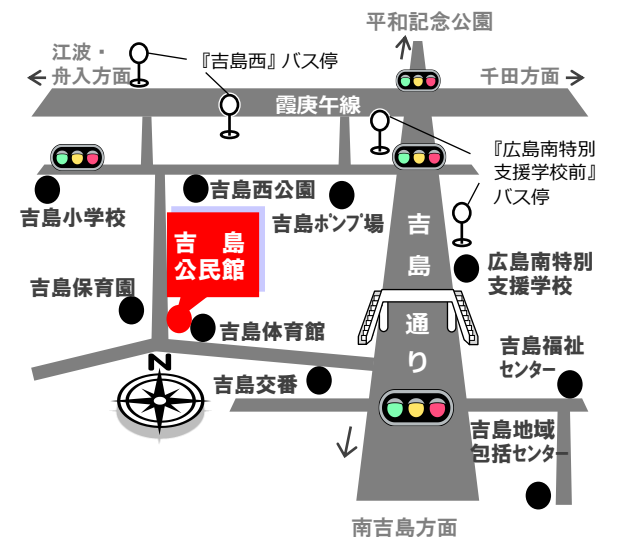 平和記念公園
江波・
舟入方面
『吉島西』バス停
千田方面
霞庚午線
『広島南特別
支援学校前』
バス停
吉島小学校
吉島西公園
吉島ポンプ場
吉島
公民館
吉島通り
広島南特別
支援学校
吉島保育園
吉島体育館
吉島福祉
センター
N
吉島交番
吉島地域
包括センター
南吉島方面